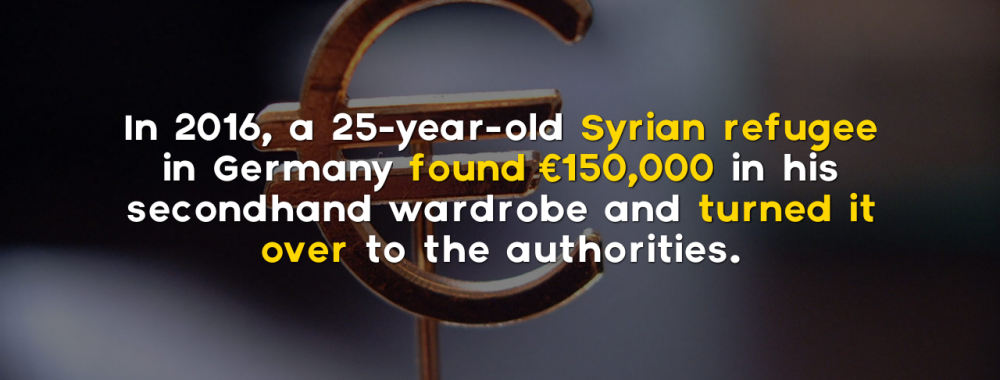 In 2016, a 25-year-old Syrian refugee
in Germany found €150,000 in his
secondhand wardrobe and turned it
over to the authorities.